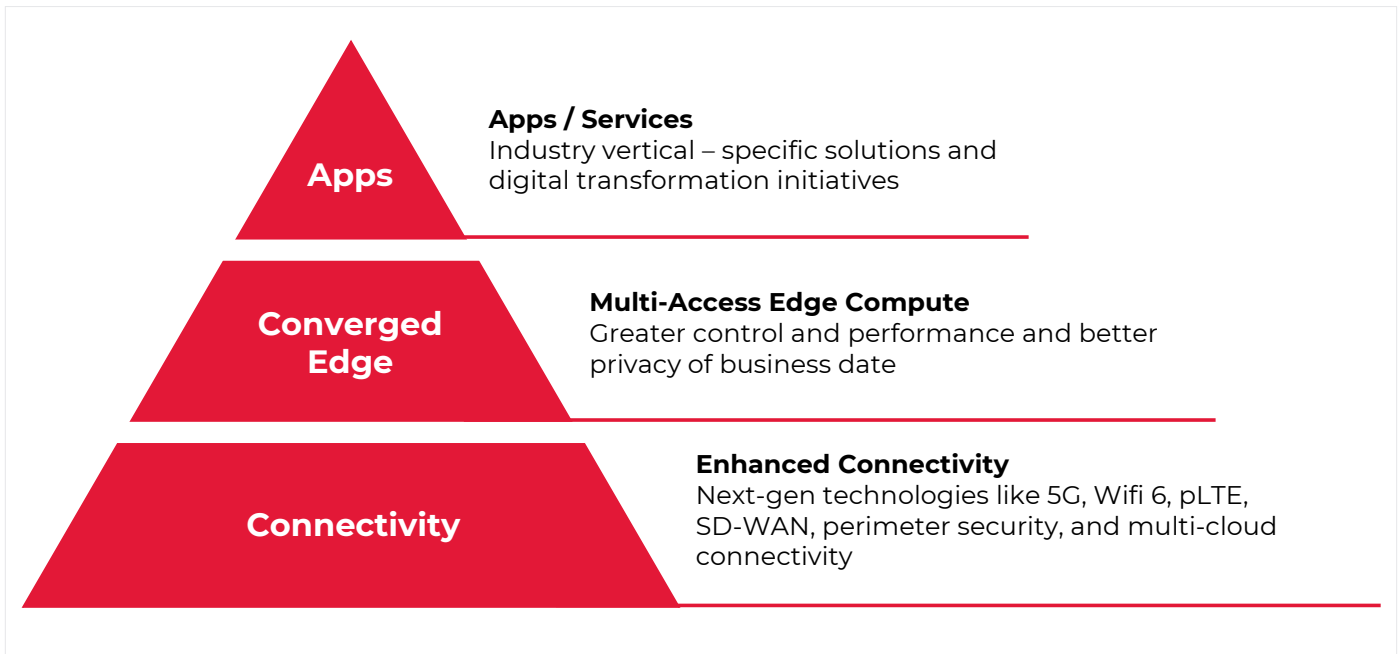 Apps
Apps / Services
Industry vertical – specific solutions and
digital transformation initiatives
Converged
Edge
Multi-Access Edge Compute
Greater control and performance and better
privacy of business date
Connectivity
Enhanced Connectivity
Next-gen technologies like 5G, Wifi 6, pLTE,
SD-WAN, perimeter security, and multi-cloud
connectivity